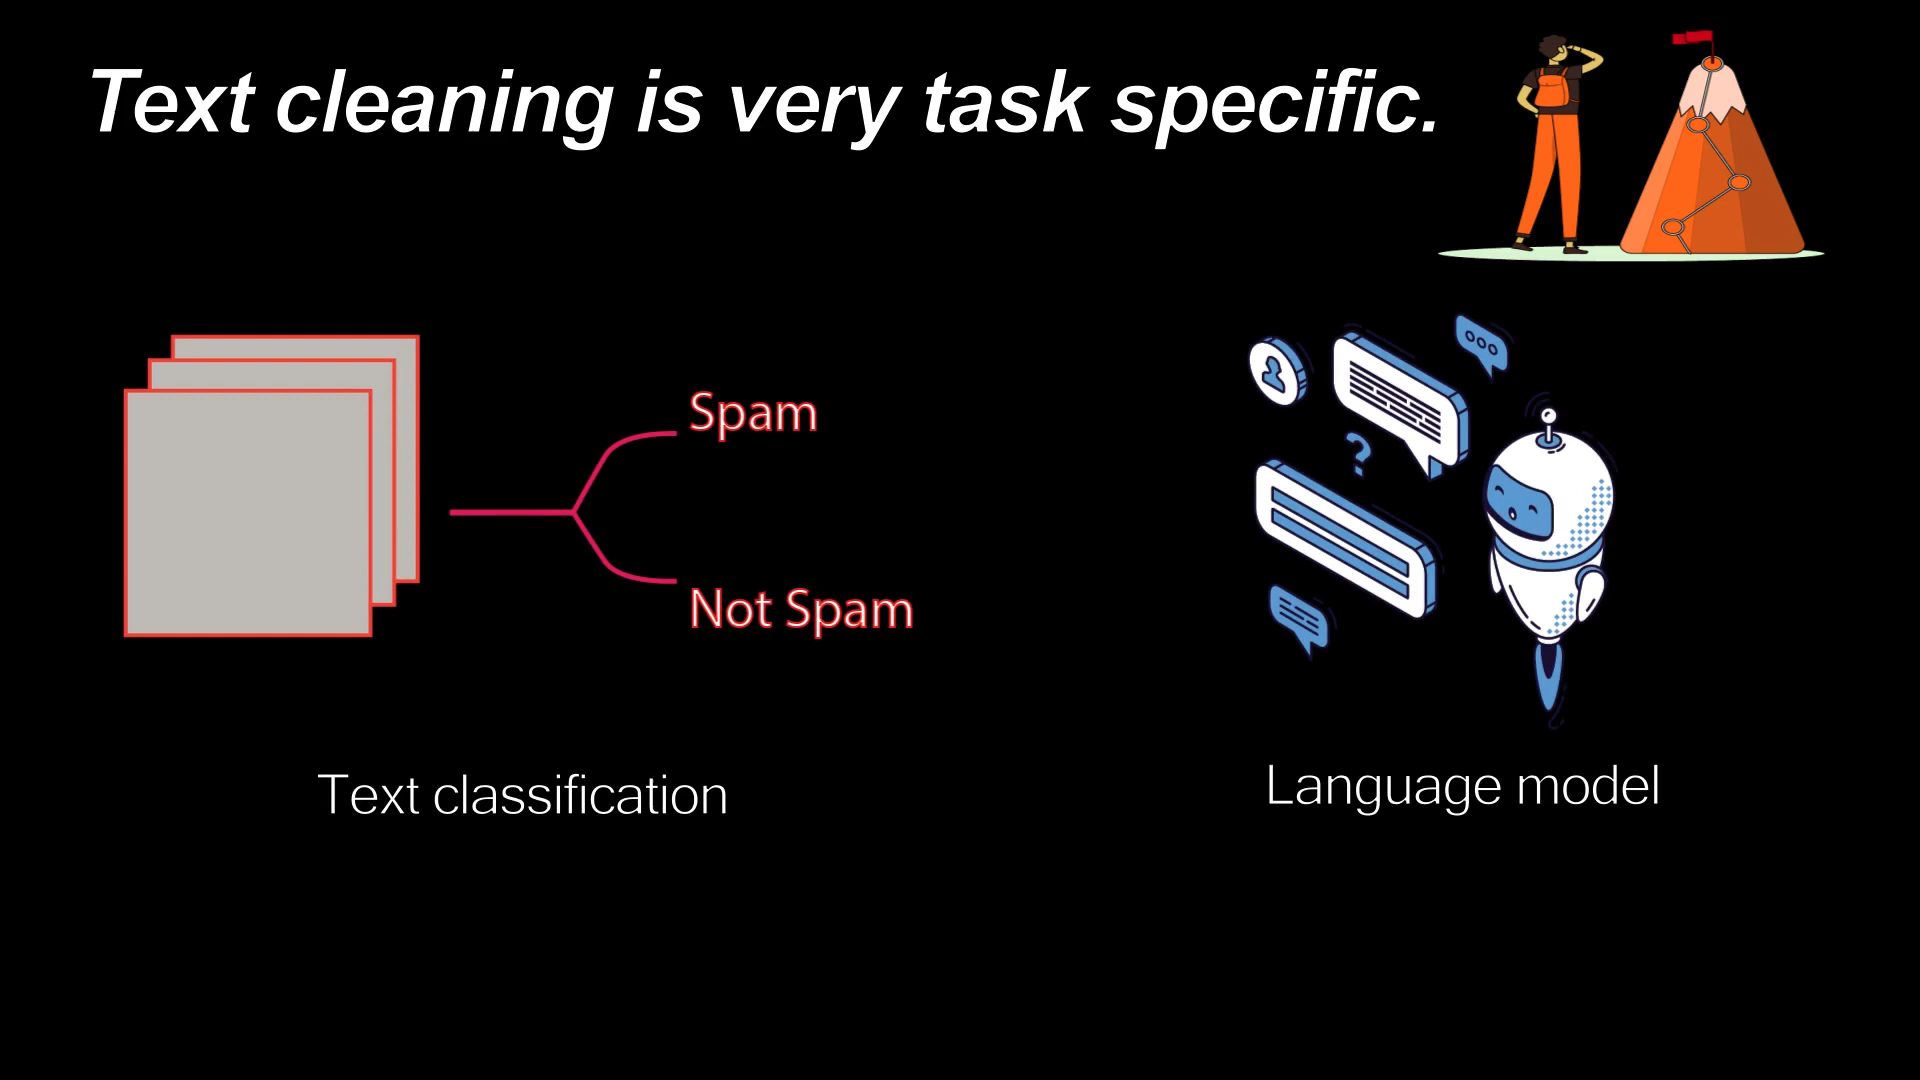 Text cleaning is very task specific.
Spam
Not Spam
?
Text classification
Language model